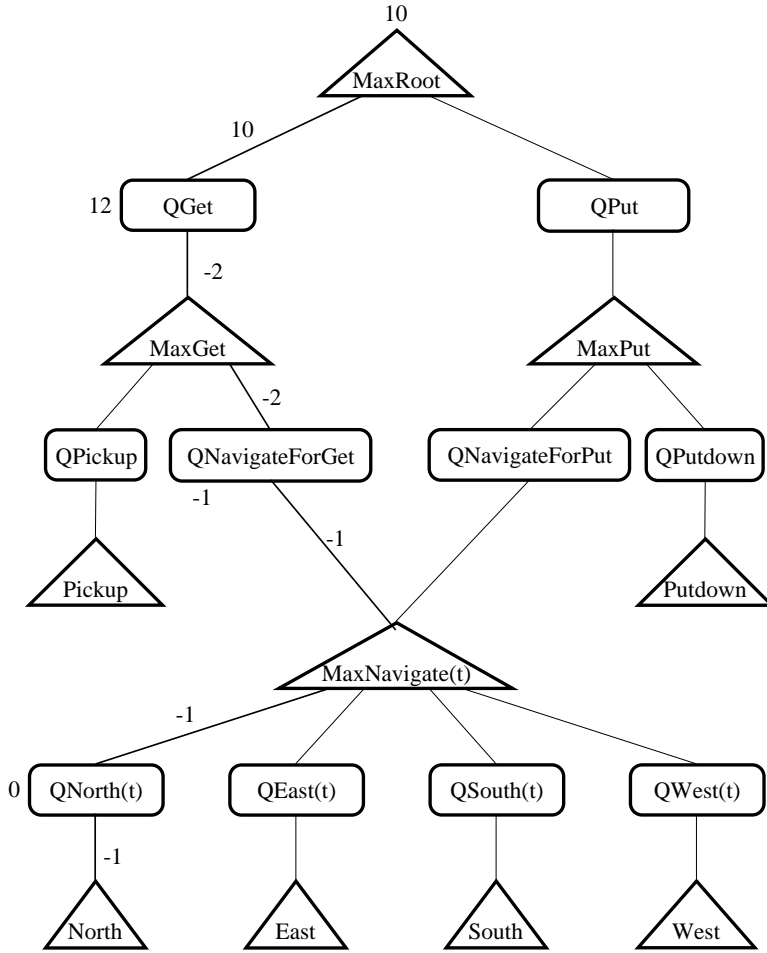 10
MaxRoot
10
12
QGet
QPut
-2
MaxGet
MaxPut
-2
QPickup
QNavigateForGet
QNavigateForPut
QPutdown
-1
-1
Pickup
Putdown
MaxNavigate(t)
-1
0
QNorth(t)
QEast(t)
QSouth(t)
QWest(t)
-1
North
East
South
West